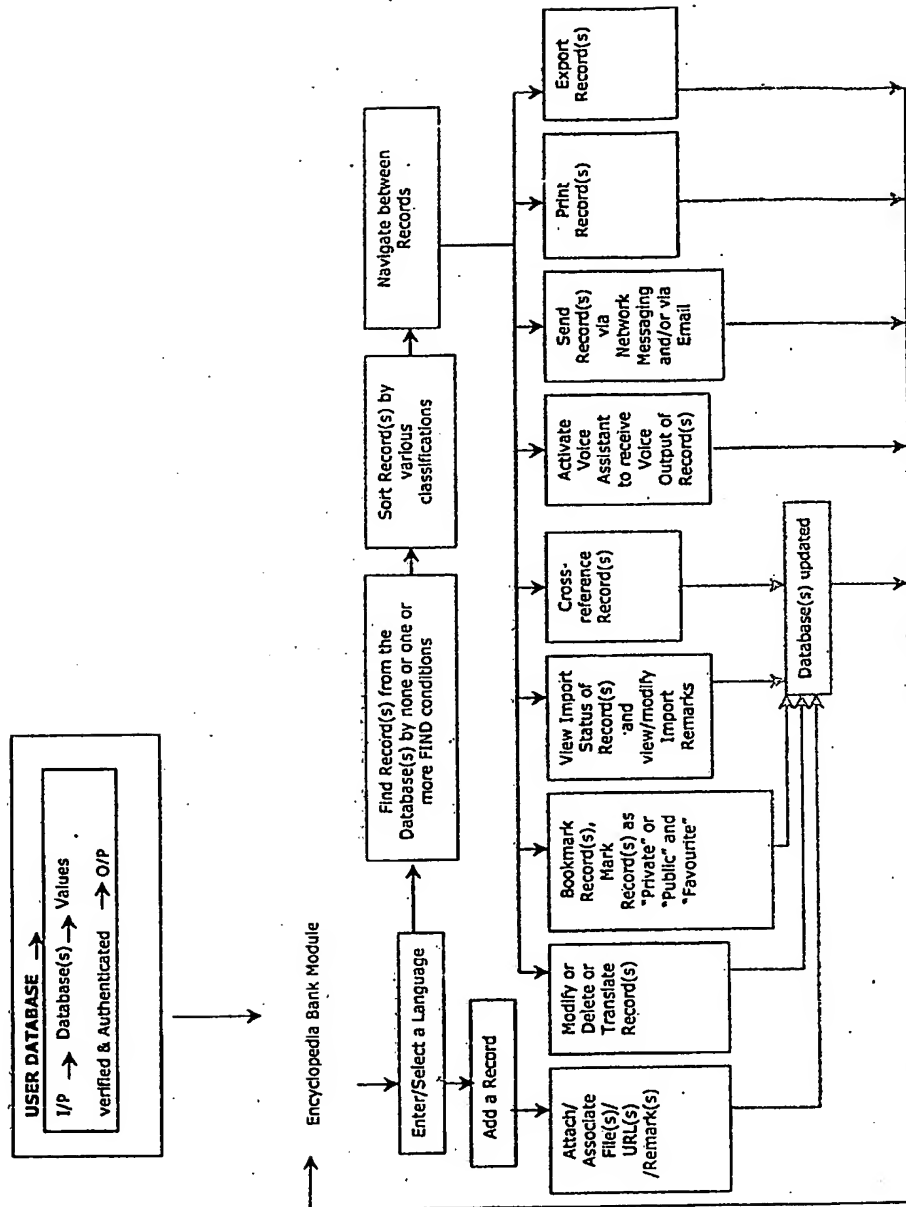 USER DATABASE →
I/P → Database(s) → Values
verified & Authenticated → O/P
Encyclopedia Bank Module
Enter/Select a Language
Find Record(s) from the
Database(s) by none or one or
more FIND conditions
Sort Record(s) by
various
classifications
Navigate between
Records
Add a Record
Attach/
Associate
File(s)/
URL(s)
/Remark(s)
Modify or
Delete or
Translate
Record(s)
Bookmark
Record(s),
Mark
Record(s) as
"Private" or
"Public" and
"Favourite"
View Import
Status of
Record(s)
and
view/modify
Import
Remarks
Cross-
reference
Record(s)
Activate
Voice
Assistant
to receive
Voice
Output of
Record(s)
Send
Record(s)
via
Network
Messaging
and/or via
Email
Print
Record(s)
Export
Record(s)
Database(s) updated